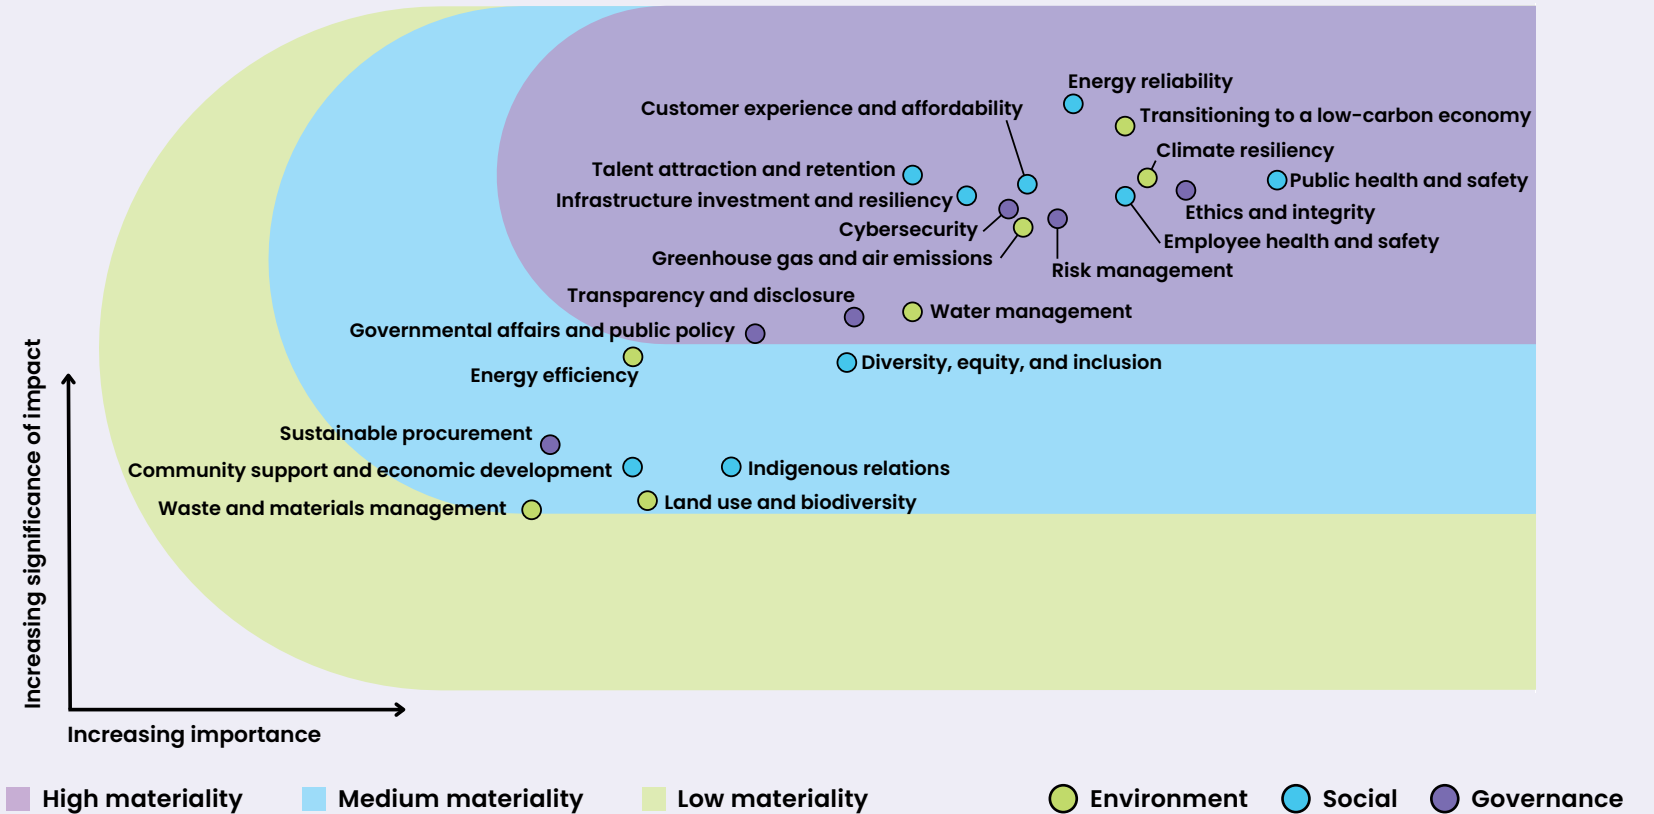 Energy reliability
Customer experience and affordability
Transitioning to a low-carbon economy
Climate resiliency
Talent attraction and retention
Public health and safety
Infrastructure investment and resiliency
Ethics and integrity
Cybersecurity
Employee health and safety
Greenhouse gas and air emissions
Risk management
Transparency and disclosure
Water management
Governmental affairs and public policy
Diversity, equity, and inclusion
Energy efficiency
Sustainable procurement
Community support and economic development
Indigenous relations
Land use and biodiversity
Waste and materials management
Increasing significance of impact
Increasing importance
High materiality
Medium materiality
Low materiality
Environment
Social
Governance